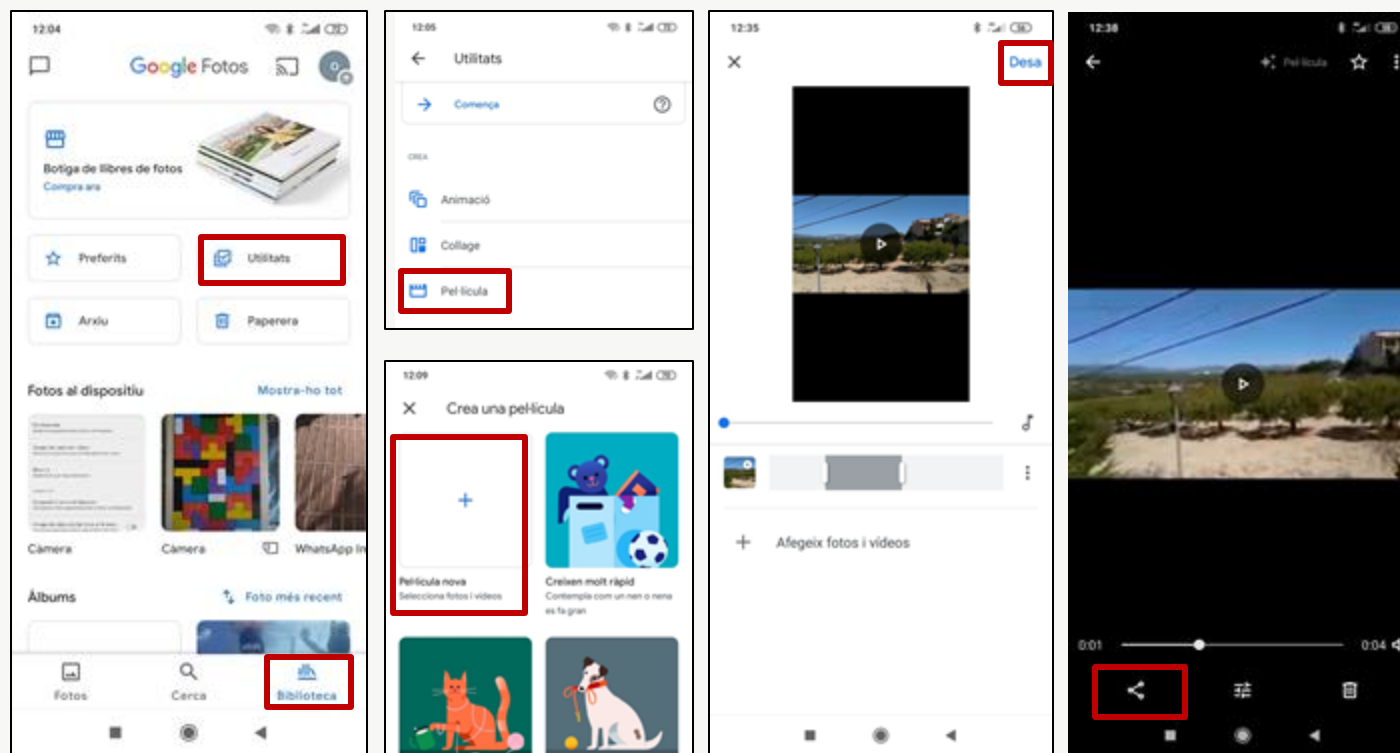 12:04
Google Fotos
Botiga de llibres de fotos
Compra ara
Preferits
Utilitats
Arxiu
Paperera
Fotos al dispositiu
Mostra-ho tot
Càmera
Càmera
WhatsApp Im
Àlbums
Foto més recent
Fotos
Cerca
Biblioteca
12:05
Utilitats
Comença
CREA
Animació
Collage
Pel·lícula
12:09
Crea una pel·lícula
Pel·lícula nova
Selecciona fotos i vídeos
Creixen molt ràpid
Contempla com un nen o nena
es fa gran
12:35
Desa
Afegeix fotos i vídeos
12:38
Pel·lícula
0:01
0:04